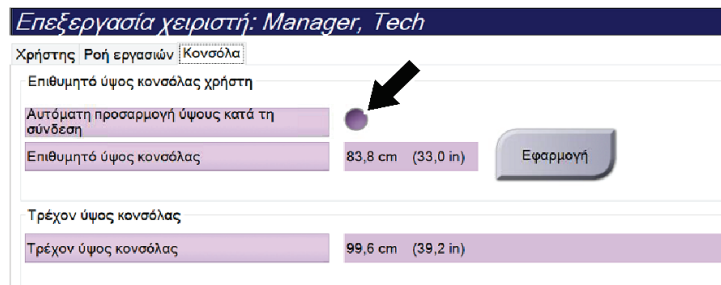 Επεξεργασία χειριστή: Manager, Tech
Χρήστης Ροή εργασιών Κονσόλα
Επιθυμητό ύψος κονσόλας χρήστη
Αυτόματη προσαρμογή ύψους κατά τη
σύνδεση
Επιθυμητό ύψος κονσόλας 83,8 cm (33,0 in) Εφαρμογή
Τρέχον ύψος κονσόλας
Τρέχον ύψος κονσόλας 99,6 cm (39,2 in)